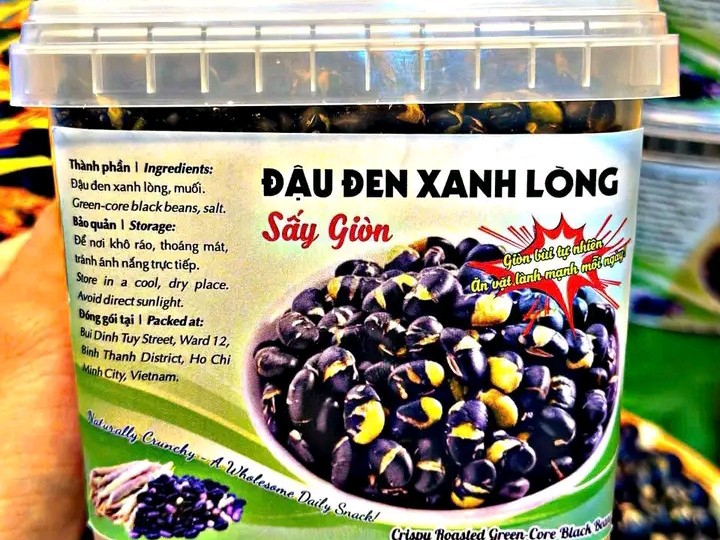 Thành phần | Ingredients:
Đậu đen xanh lòng, muối.
Green-core black beans, salt.
Bảo quản | Storage:
Để nơi khô ráo, thoáng mát,
tránh ánh nắng trực tiếp.
Store in a cool, dry place.
Avoid direct sunlight.
Đóng gói tại | Packed at:
Bui Dinh Tuy Street, Ward 12,
Binh Thanh District, Ho Chi
Minh City, Vietnam.
ĐẬU ĐEN XANH LÒNG
Sấy Giòn
Giòn bùi tự nhiên
Ăn vặt lành mạnh mỗi ngày
Naturally Crunchy - A Wholesome Daily Snack!
Crispy Roasted Green-Core Black